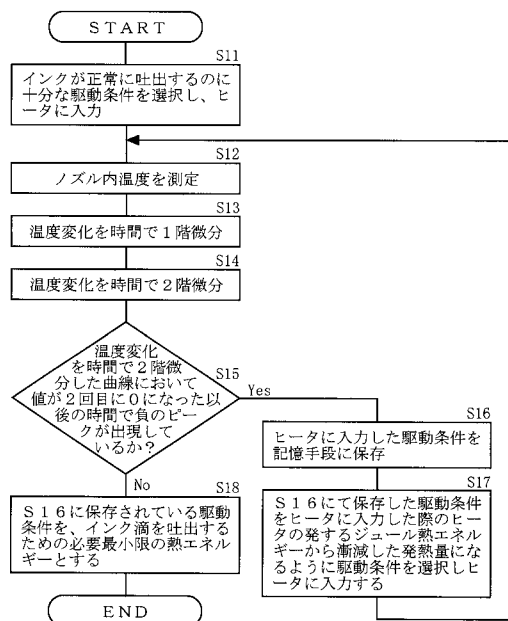 START
S11
インクが正常に吐出するのに
十分な駆動条件を選択し、ヒ
ータに入力
S12
ノズル内温度を測定
S13
温度変化を時間で1階微分
S14
温度変化を時間で2階微分
S15
温度変化
を時間で2階微
分した曲線において
値が2回目に0になった以
後の時間で負のピー
クが出現して
いるか?
Yes
S16
ヒータに入力した駆動条件を
記憶手段に保存
S17
S16にて保存した駆動条件
をヒータに入力した際のヒー
タの発するジュール熱エネル
ギーから漸減した発熱量にな
るように駆動条件を選択しヒ
ータに入力する
No
S18
S16に保存されている駆動
条件を、インク滴を吐出する
ための必要最小限の熱エネル
ギーとする
END